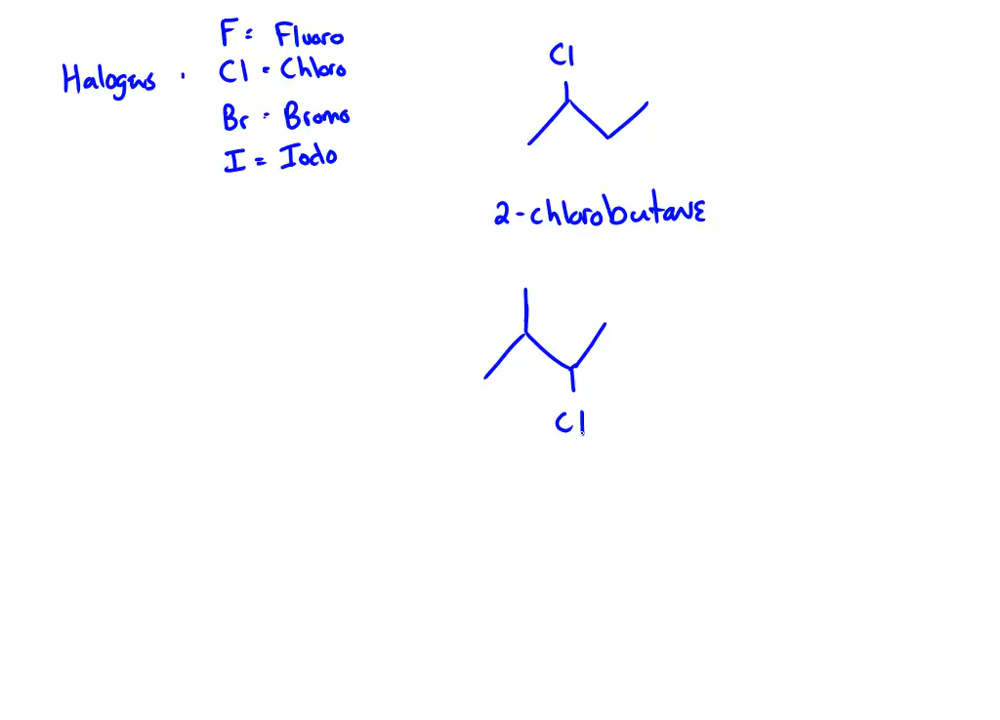 F = Fluoro
Halogens . Cl - Chloro
Br - Bromo
I = Iodo
Cl
2-chlorobutane
Cl